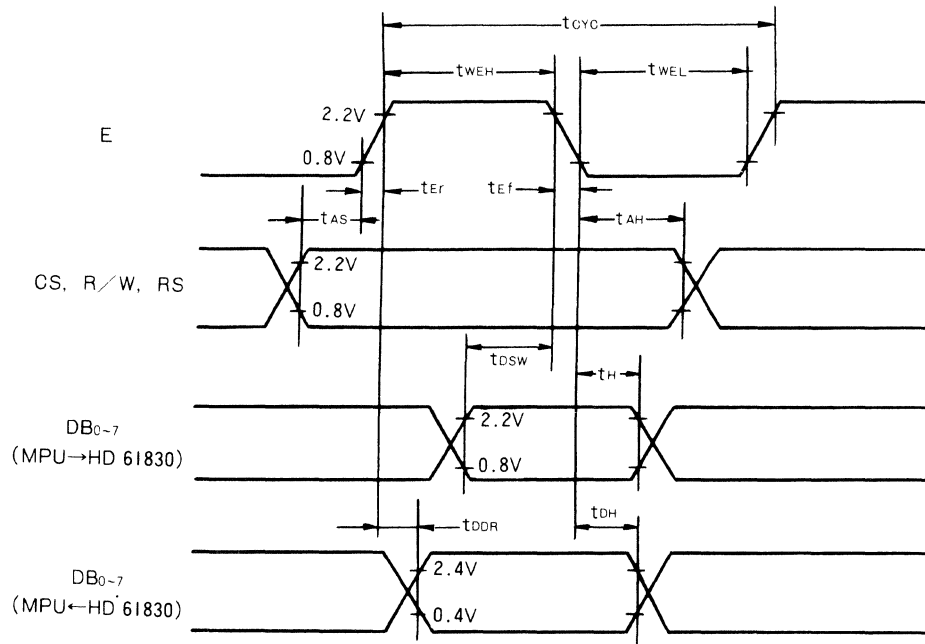 tCYC
tWEH
tWEL
2.2V
E
0.8V
tEr
tEf
tAS
tAH
2.2V
CS, R/W, RS
0.8V
tDSW
tH
DB0~7
2.2V
(MPU→HD 61830)
0.8V
tDDR
tDH
DB0~7
2.4V
(MPU←HD 61830)
0.4V